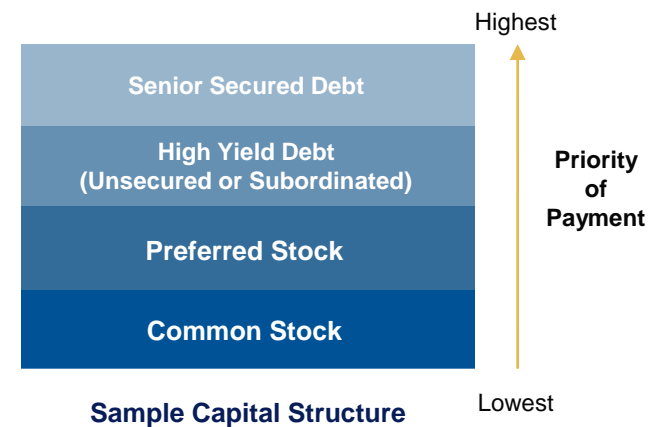 Highest
Senior Secured Debt
High Yield Debt
(Unsecured or Subordinated)
Priority
of
Payment
Preferred Stock
Common Stock
Lowest
Sample Capital Structure